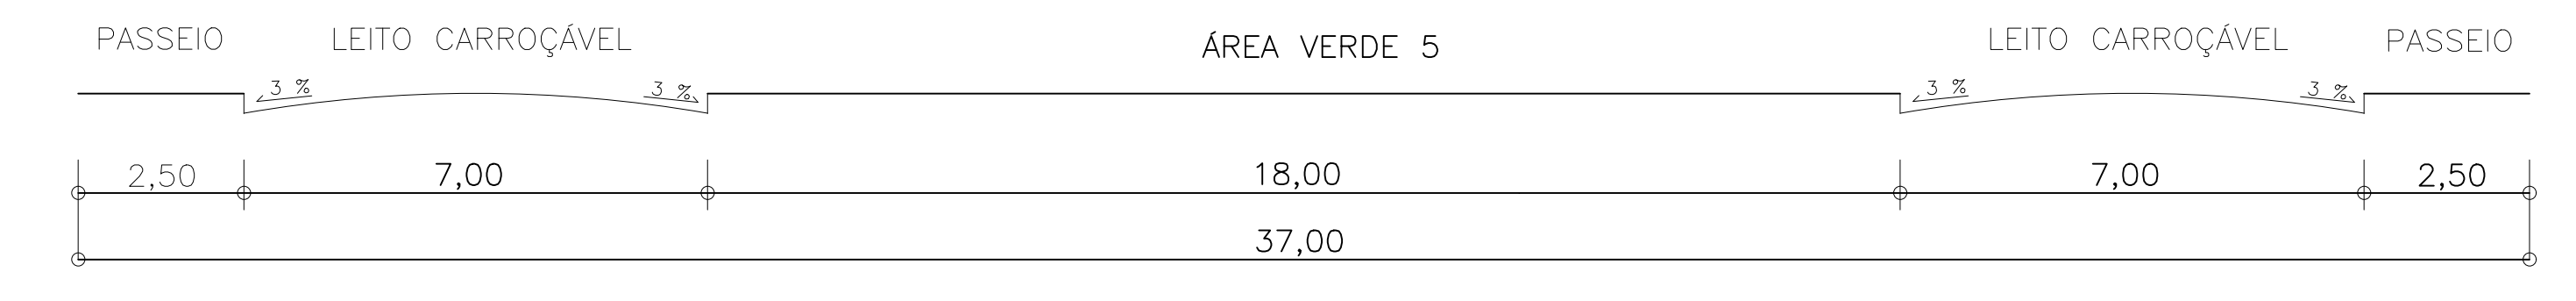 PASSEIO LEITO CARROÇÁVEL ÁREA VERDE 5 LEITO CARROÇÁVEL PASSEIO
3 % 3 % 3 % 3 %
2,50 7,00 18,00 7,00 2,50
37,00